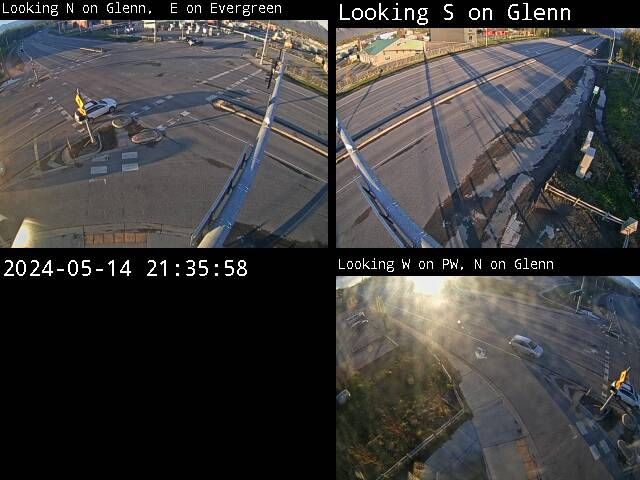 Looking N on Glenn,  E on Evergreen
Looking S on Glenn
2024-05-14 21:35:58
Looking W on PW, N on Glenn